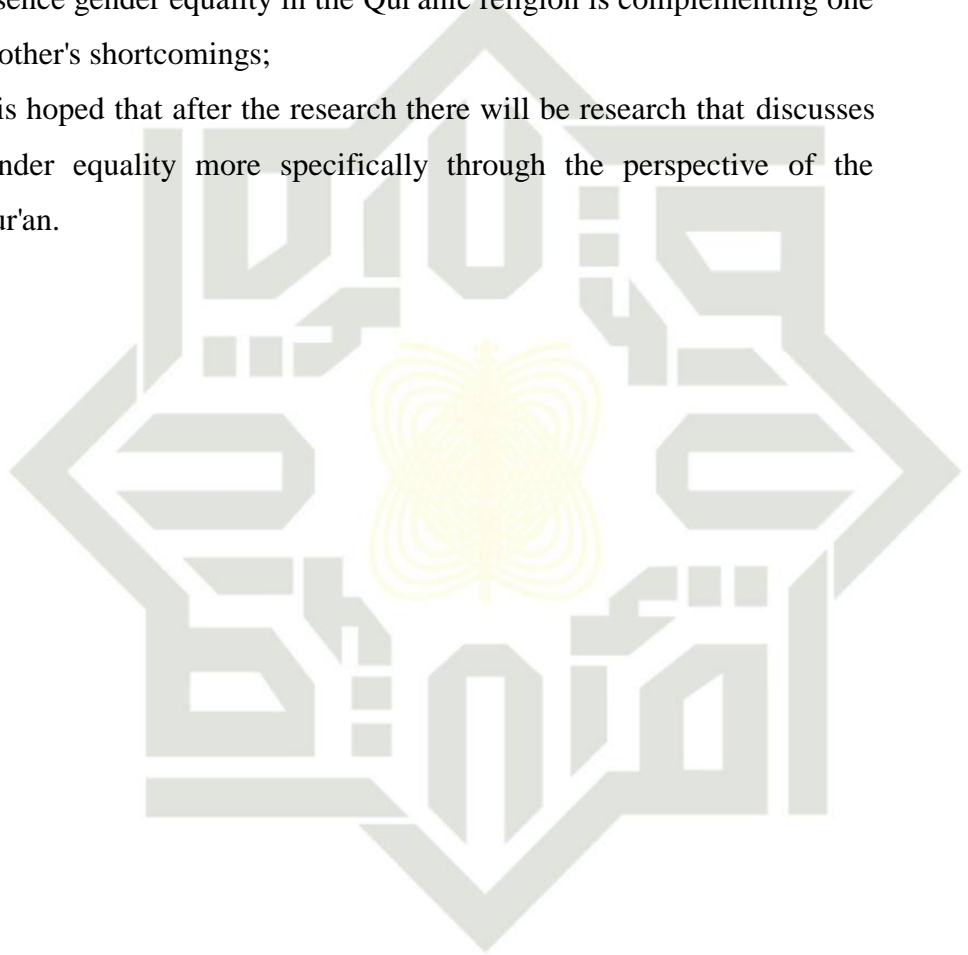 sence gender equality in the Qur'anic religion is complementing one
other's shortcomings;
is hoped that after the research there will be research that discusses
nder equality more specifically through the perspective of the
ur'an.